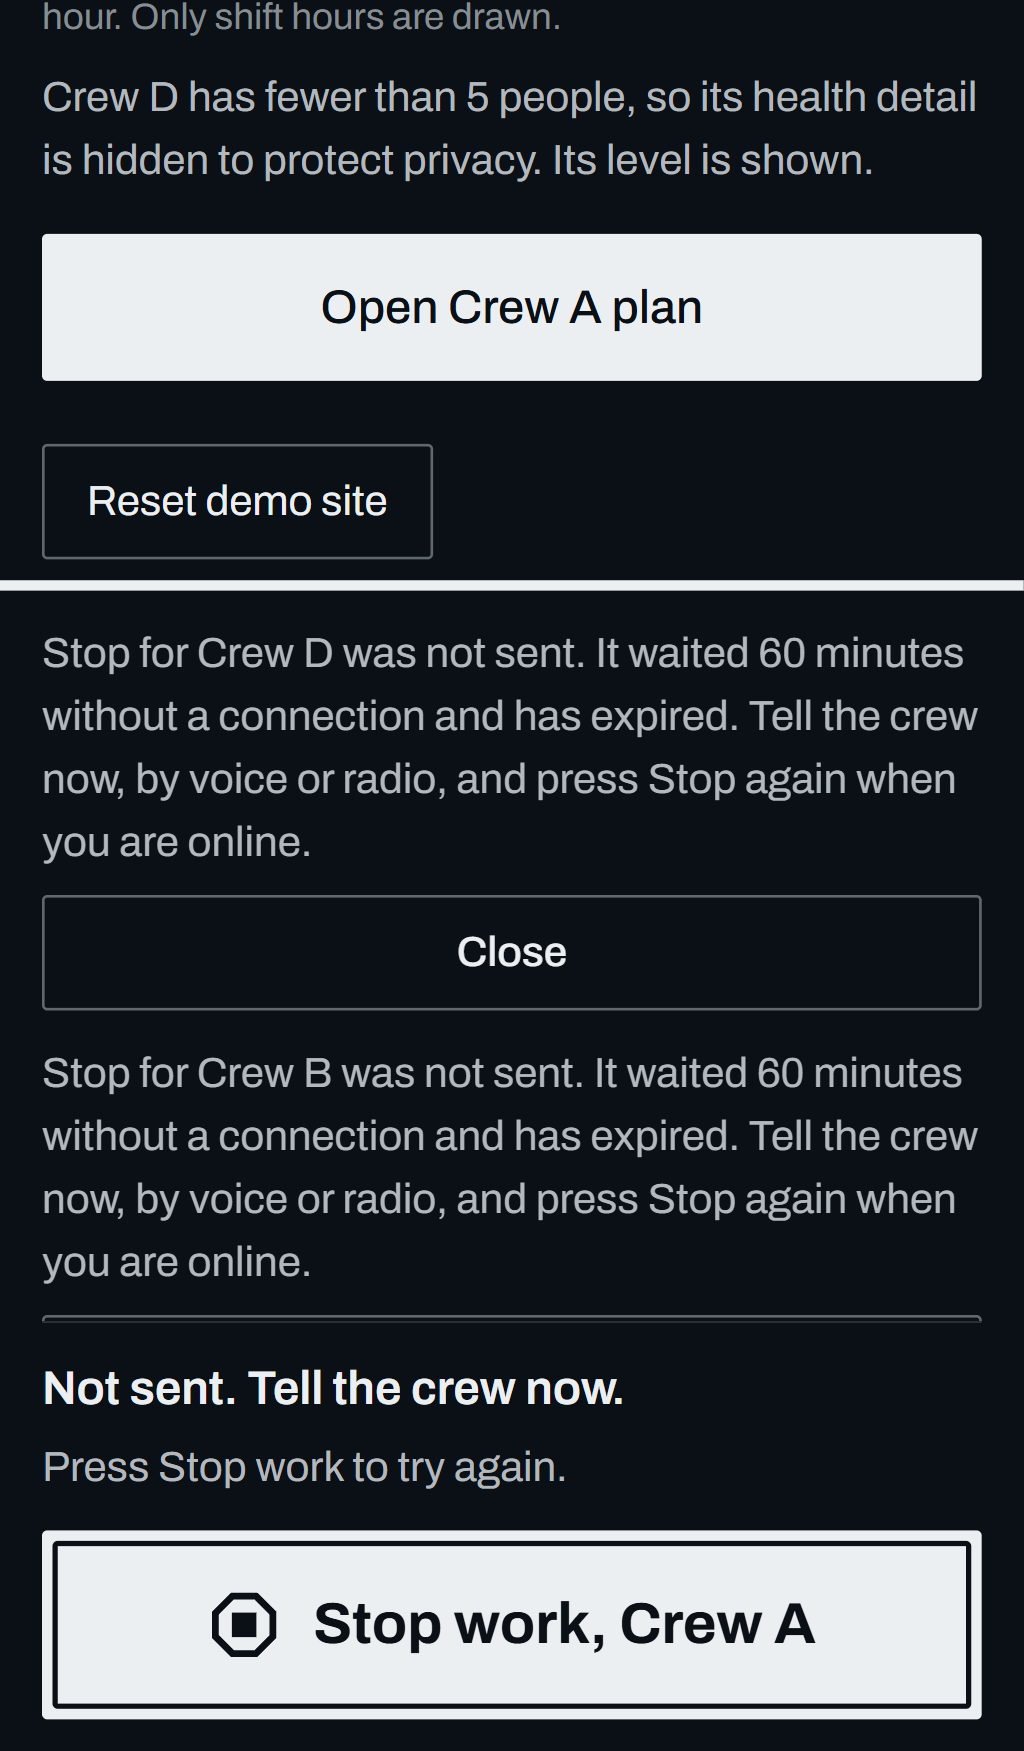 hour. Only shift hours are drawn.
Crew D has fewer than 5 people, so its health detail
is hidden to protect privacy. Its level is shown.
Open Crew A plan
Reset demo site
Stop for Crew D was not sent. It waited 60 minutes
without a connection and has expired. Tell the crew
now, by voice or radio, and press Stop again when
you are online.
Close
Stop for Crew B was not sent. It waited 60 minutes
without a connection and has expired. Tell the crew
now, by voice or radio, and press Stop again when
you are online.
Not sent. Tell the crew now.
Press Stop work to try again.
Stop work, Crew A